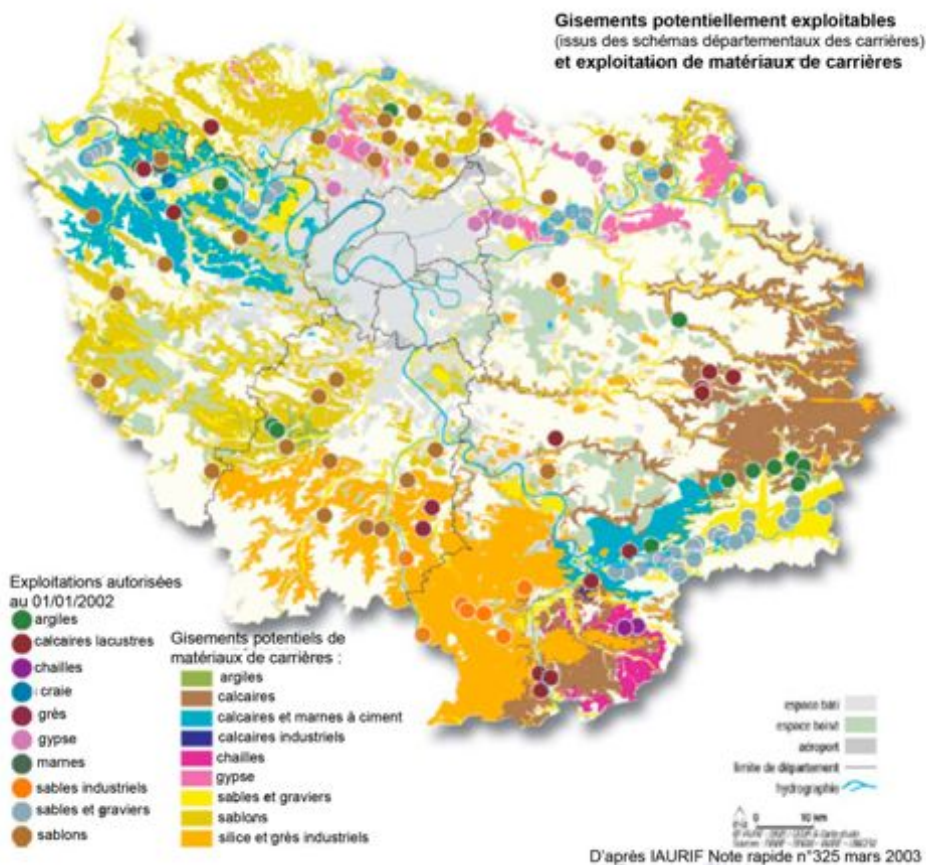 Gisements potentiellement exploitables
(issus des schémas départementaux des carrières)
et exploitation de matériaux de carrières
Exploitations autorisées
au 01/01/2002
argiles
calcaires lacustres
chailles
craie
grès
gypse
marnes
sables industriels
sables et graviers
sablons
Gisements potentiels de
matériaux de carrières :
argiles
calcaires
calcaires et marnes à ciment
calcaires industriels
chailles
gypse
sables et graviers
sablons
silice et grès industriels
espace bâti
espace boisé
aéroport
limite de département
hydrographie
0 10 km
D'après IAURIF Note rapide n°325 mars 2003